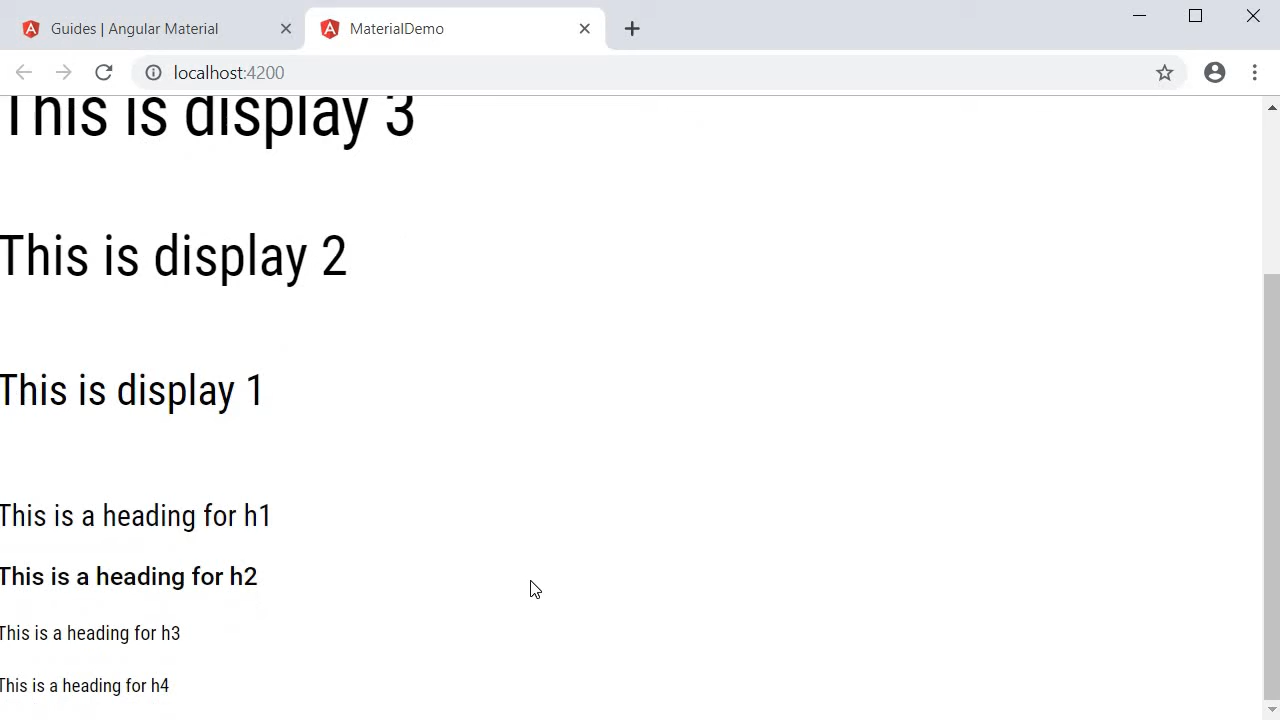 Guides | Angular Material
MaterialDemo
localhost:4200
This is display 3
This is display 2
This is display 1
This is a heading for h1
This is a heading for h2
This is a heading for h3
This is a heading for h4